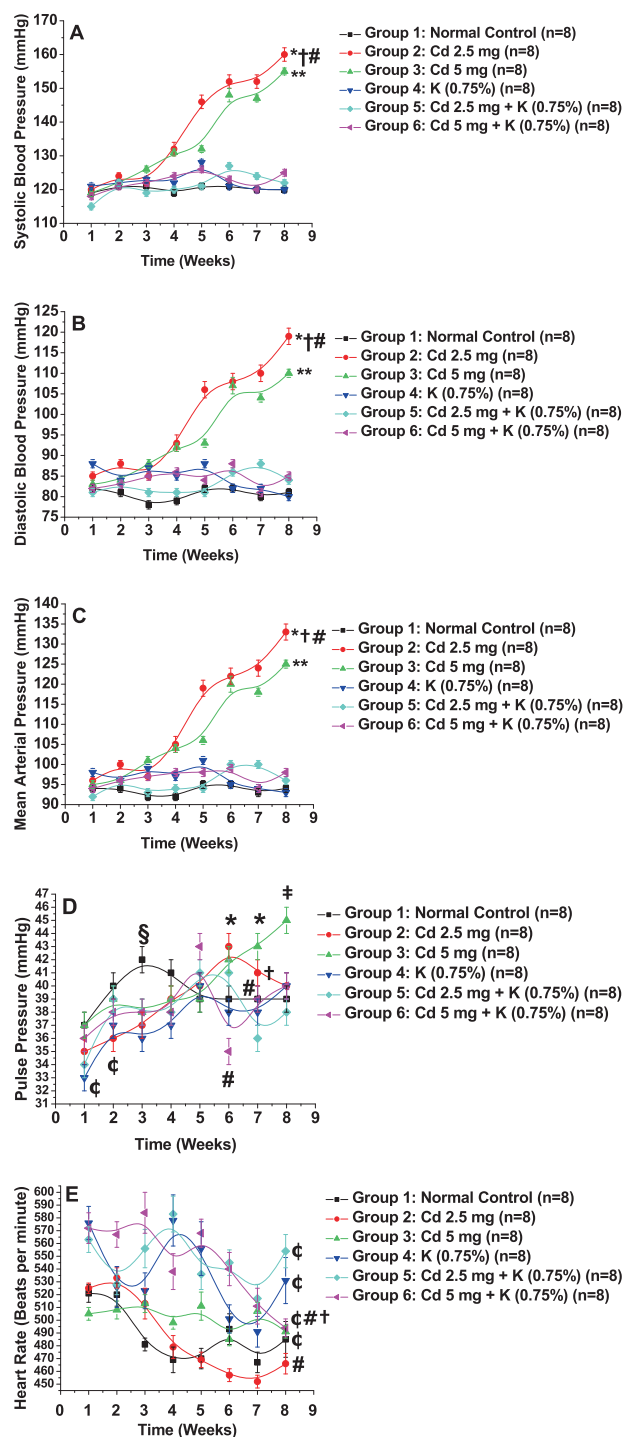 A
Systolic Blood Pressure (mmHg)
170
160
150
140
130
120
110
0 1 2 3 4 5 6 7 8 9
Time (Weeks)
*†#
**
Group 1: Normal Control (n=8)
Group 2: Cd 2.5 mg (n=8)
Group 3: Cd 5 mg (n=8)
Group 4: K (0.75%) (n=8)
Group 5: Cd 2.5 mg + K (0.75%) (n=8)
Group 6: Cd 5 mg + K (0.75%) (n=8)
B
Diastolic Blood Pressure (mmHg)
125
120
115
110
105
100
95
90
85
80
75
0 1 2 3 4 5 6 7 8 9
Time (Weeks)
*†#
**
Group 1: Normal Control (n=8)
Group 2: Cd 2.5 mg (n=8)
Group 3: Cd 5 mg (n=8)
Group 4: K (0.75%) (n=8)
Group 5: Cd 2.5 mg + K (0.75%) (n=8)
Group 6: Cd 5 mg + K (0.75%) (n=8)
C
Mean Arterial Pressure (mmHg)
140
135
130
125
120
115
110
105
100
95
90
0 1 2 3 4 5 6 7 8 9
Time (Weeks)
*†#
**
Group 1: Normal Control (n=8)
Group 2: Cd 2.5 mg (n=8)
Group 3: Cd 5 mg (n=8)
Group 4: K (0.75%) (n=8)
Group 5: Cd 2.5 mg + K (0.75%) (n=8)
Group 6: Cd 5 mg + K (0.75%) (n=8)
D
Pulse Pressure (mmHg)
47
46
45
44
43
42
41
40
39
38
37
36
35
34
33
32
31
0 1 2 3 4 5 6 7 8 9
Time (Weeks)
§
*
*
‡
†
#
#
¢
¢
Group 1: Normal Control (n=8)
Group 2: Cd 2.5 mg (n=8)
Group 3: Cd 5 mg (n=8)
Group 4: K (0.75%) (n=8)
Group 5: Cd 2.5 mg + K (0.75%) (n=8)
Group 6: Cd 5 mg + K (0.75%) (n=8)
E
Heart Rate (Beats per minute)
600
590
580
570
560
550
540
530
520
510
500
490
480
470
460
450
0 1 2 3 4 5 6 7 8 9
Time (Weeks)
¢
¢
¢#†
¢
#
Group 1: Normal Control (n=8)
Group 2: Cd 2.5 mg (n=8)
Group 3: Cd 5 mg (n=8)
Group 4: K (0.75%) (n=8)
Group 5: Cd 2.5 mg + K (0.75%) (n=8)
Group 6: Cd 5 mg + K (0.75%) (n=8)